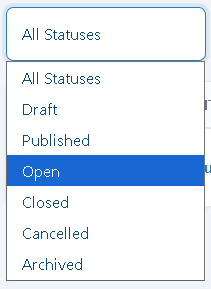 All Statuses
All Statuses
Draft
Published
Open
Closed
Cancelled
Archived